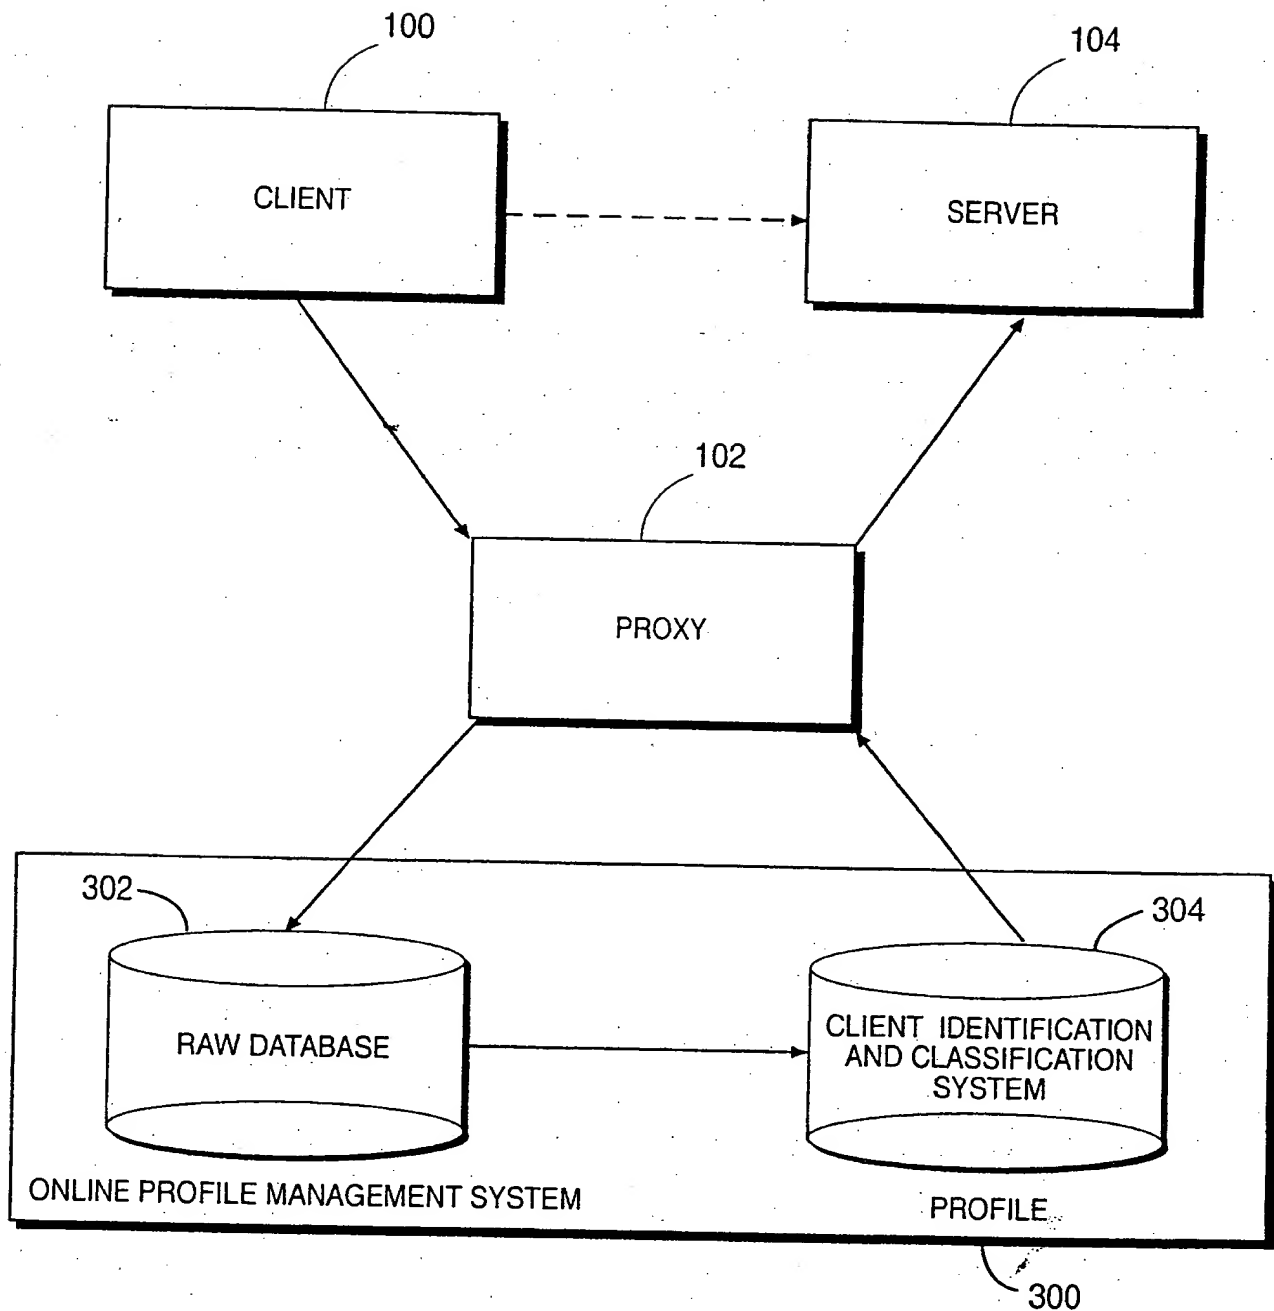 100
104
CLIENT
SERVER
102
PROXY
302
304
RAW DATABASE
CLIENT IDENTIFICATION
AND CLASSIFICATION
SYSTEM
ONLINE PROFILE MANAGEMENT SYSTEM
PROFILE
300